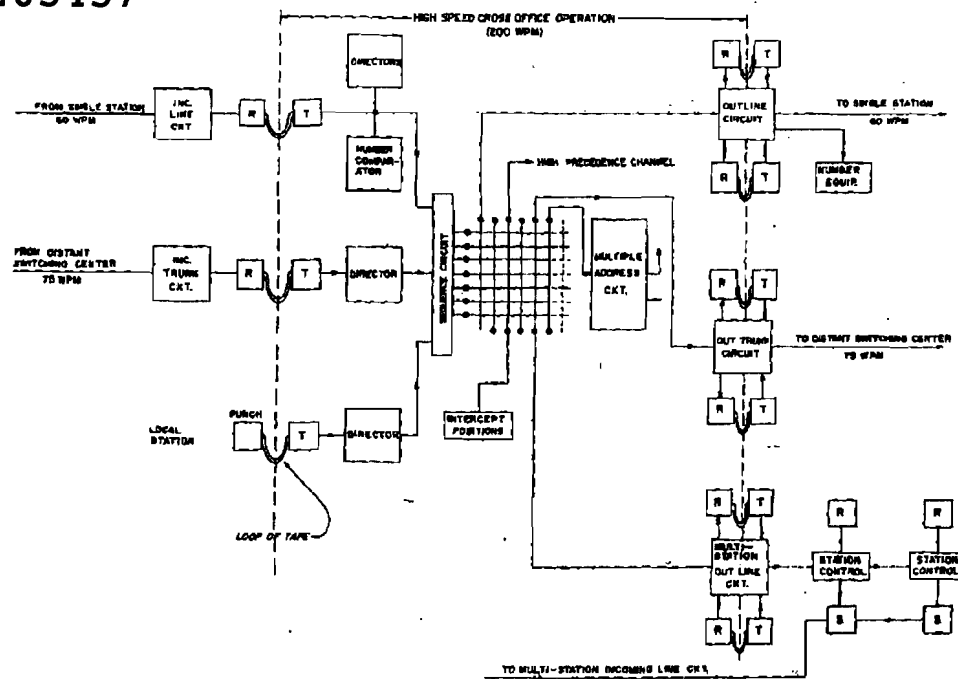 HIGH SPEED CROSS OFFICE OPERATION
(200 WPM)
DIRECTORS
R
T
FROM SINGLE STATION
60 WPM
INC.
LINE
CKT
R
T
OUTLINE
CIRCUIT
TO SINGLE STATION
60 WPM
NUMBER
COMPAR-
ATOR
HIGH PRECEDENCE CHANNEL
R
T
NUMBER
EQUIP.
FROM DISTANT
SWITCHING CENTER
75 WPM
INC.
TRUNK
CKT.
R
T
DIRECTOR
SEQUENCE CIRCUIT
MULTIPLE
ADDRESS
CKT.
R
T
OUT TRUNK
CIRCUIT
TO DISTANT SWITCHING CENTER
75 WPM
R
T
LOCAL
STATION
PUNCH
T
DIRECTOR
INTERCEPT
POSITIONS
LOOP OF TAPE
R
T
R
R
MULTI-
STATION
OUT LINE
CKT.
STATION
CONTROL
STATION
CONTROL
R
T
S
S
TO MULTI-STATION INCOMING LINE CKT.